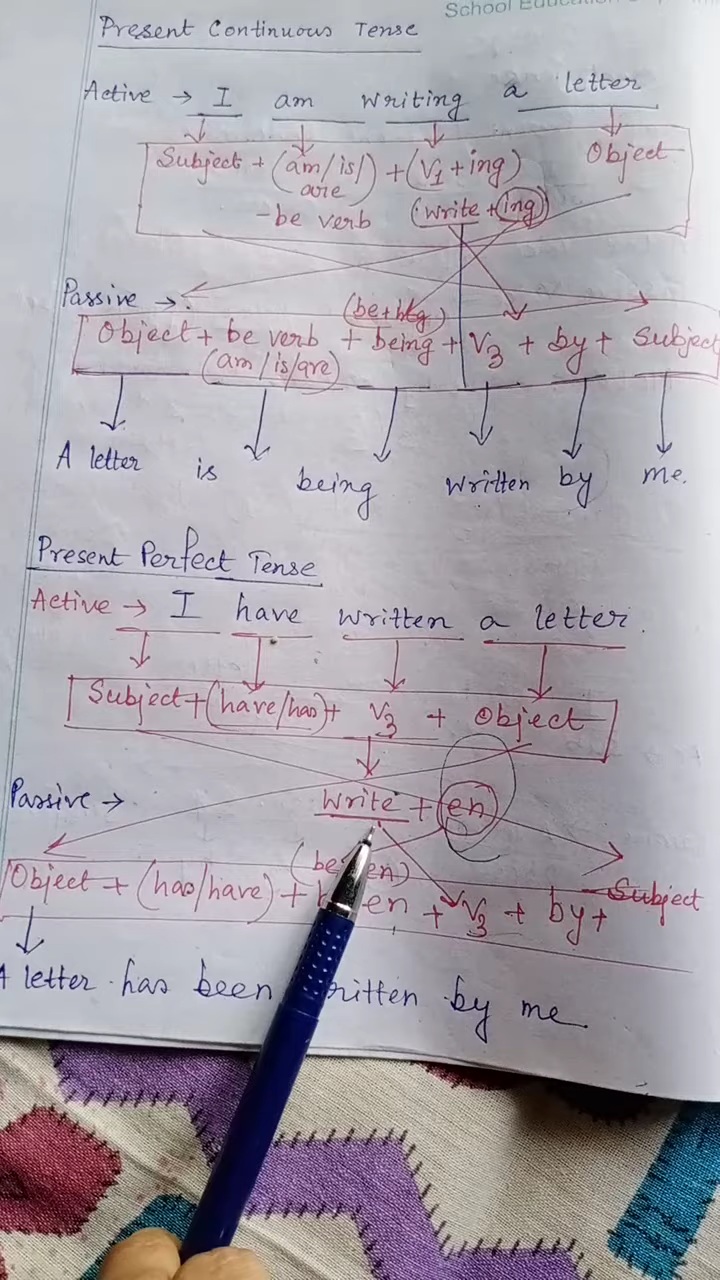 School
Present Continuous Tense
Active → I am writing a letter
Subject + (am/is/are) + (V1 + ing) Object
- be verb (write + ing)
Passive →
(be + ing)
Object + be verb + being + V3 + by + Subject
(am/is/are)
A letter is being written by me.
Present Perfect Tense
Active → I have written a letter.
Subject + (have/has) + V3 + Object
Passive → Write + en
Object + (has/have) + + V3 + by + Subject
A letter has been written by me